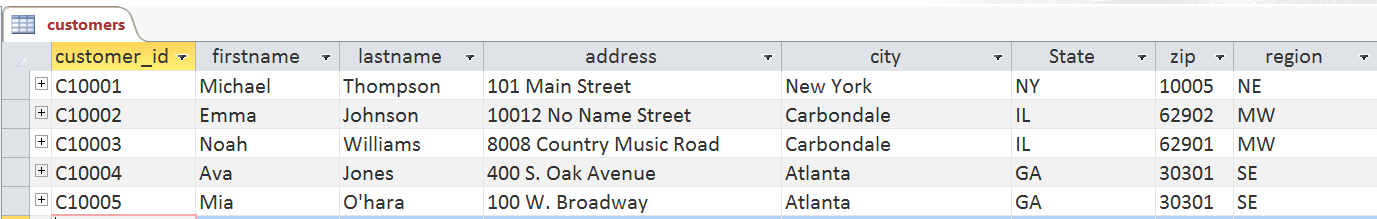 customers
customer_id firstname lastname address city State zip region
C10001 Michael Thompson 101 Main Street New York NY 10005 NE
C10002 Emma Johnson 10012 No Name Street Carbondale IL 62902 MW
C10003 Noah Williams 8008 Country Music Road Carbondale IL 62901 MW
C10004 Ava Jones 400 S. Oak Avenue Atlanta GA 30301 SE
C10005 Mia O'hara 100 W. Broadway Atlanta GA 30301 SE